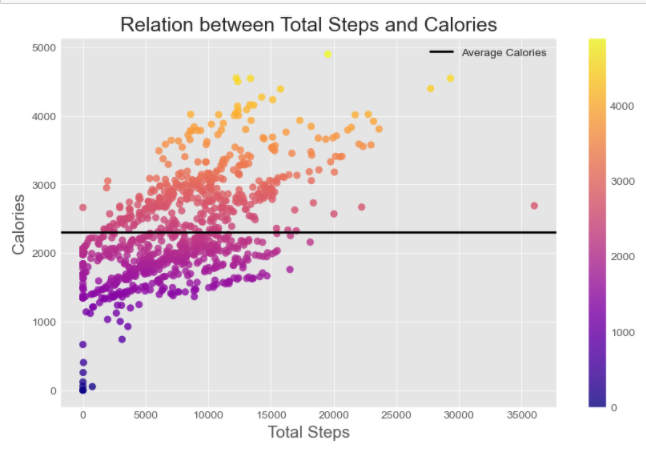 Relation between Total Steps and Calories
Average Calories
5000
4000
3000
2000
1000
0
Calories
0 5000 10000 15000 20000 25000 30000 35000
Total Steps
4000
3000
2000
1000
0